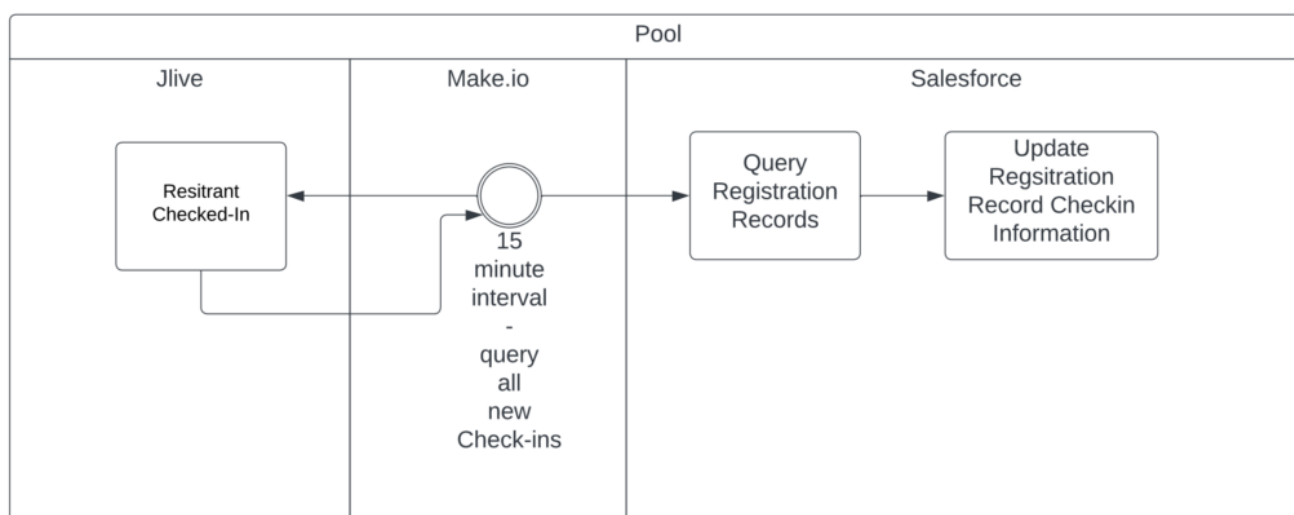 Pool
Jlive
Make.io
Salesforce
Resitrant
Checked-In
15
minute
interval
-
query
all
new
Check-ins
Query
Registration
Records
Update
Regsitration
Record Checkin
Information